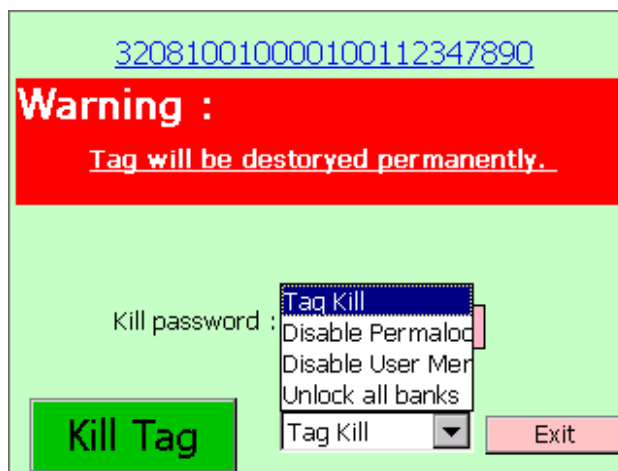 320810010000100112347890
Warning :
Tag will be destoryed permanently.
Kill password :
Tag Kill
Disable Permaloc
Disable User Mer
Unlock all banks
Kill Tag
Tag Kill
Exit